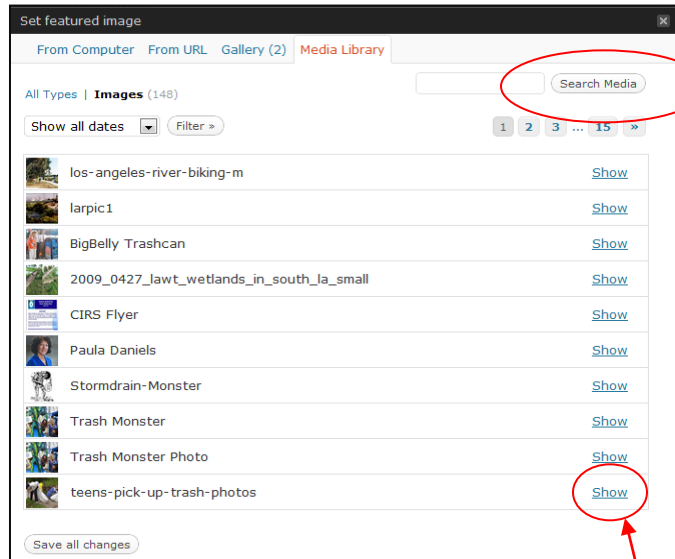 Set featured image
From Computer From URL Gallery (2) Media Library
Search Media
All Types | Images (148)
Show all dates Filter » 1 2 3 ... 15 »
los-angeles-river-biking-m Show
larpic1 Show
BigBelly Trashcan Show
2009_0427_lawt_wetlands_in_south_la_small Show
CIRS Flyer Show
Paula Daniels Show
Stormdrain-Monster Show
Trash Monster Show
Trash Monster Photo Show
teens-pick-up-trash-photos Show
Save all changes